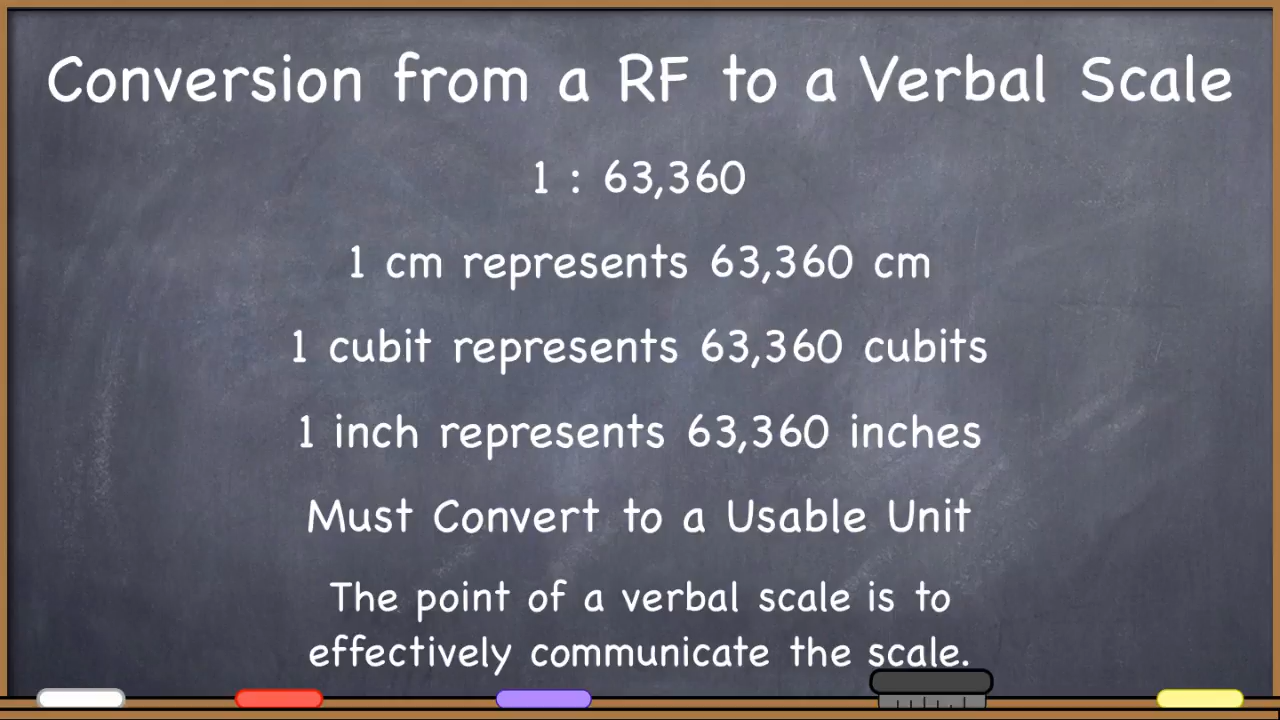 Conversion from a RF to a Verbal Scale
1 : 63,360
1 cm represents 63,360 cm
1 cubit represents 63,360 cubits
1 inch represents 63,360 inches
Must Convert to a Usable Unit
The point of a verbal scale is to
effectively communicate the scale.